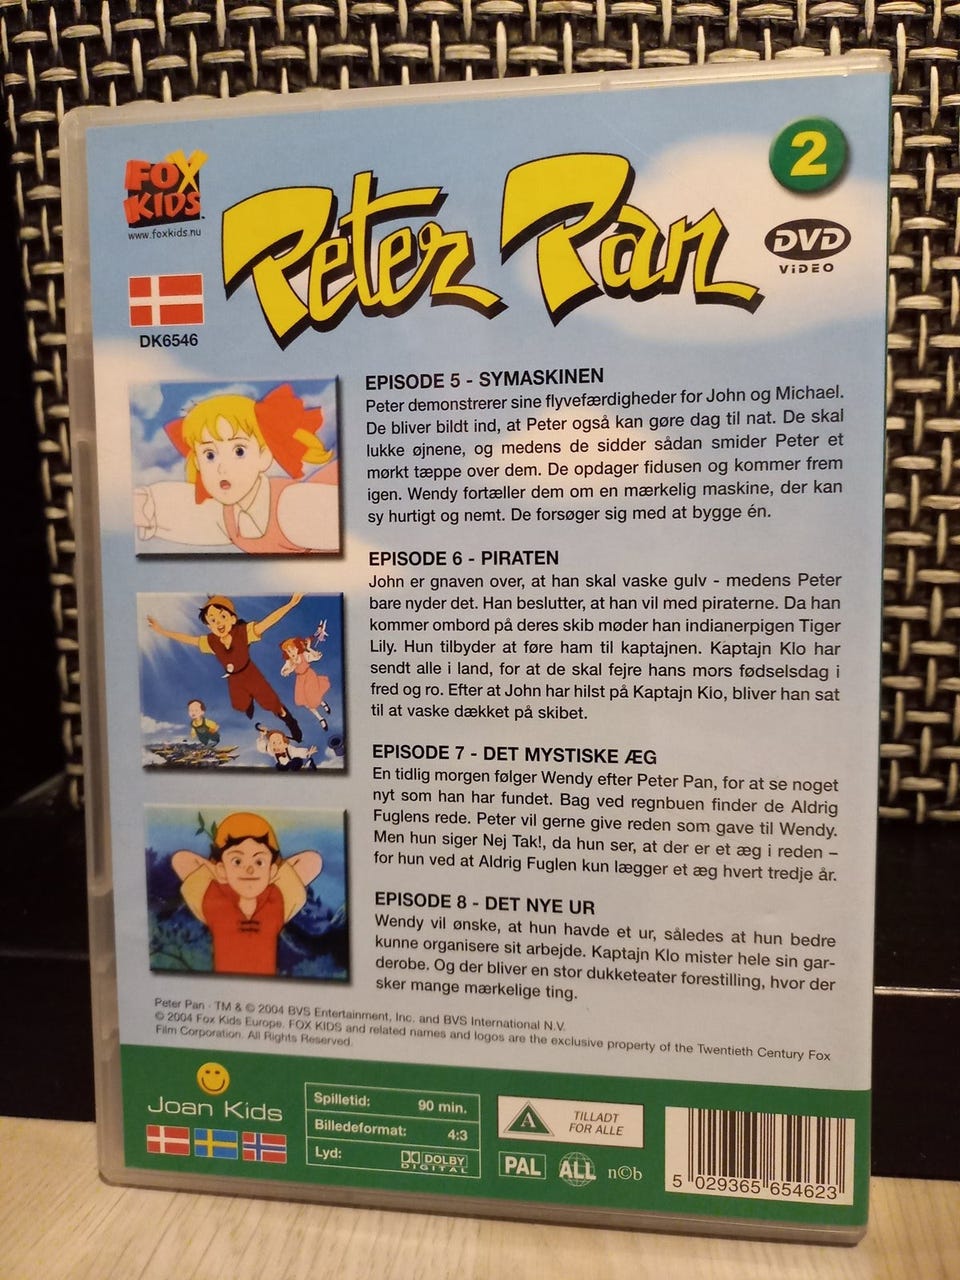 FOX
KIDS
www.foxkids.nu
DK6546
Peter Pan
2
DVD
VIDEO
EPISODE 5 - SYMASKINEN
Peter demonstrerer sine flyvefærdigheder for John og Michael.
De bliver bildt ind, at Peter også kan gøre dag til nat. De skal
lukke øjnene, og medens de sidder sådan smider Peter et
mørkt tæppe over dem. De opdager fidusen og kommer frem
igen. Wendy fortæller dem om en mærkelig maskine, der kan
sy hurtigt og nemt. De forsøger sig med at bygge én.
EPISODE 6 - PIRATEN
John er gnaven over, at han skal vaske gulv - medens Peter
bare nyder det. Han beslutter, at han vil med piraterne. Da han
kommer ombord på deres skib møder han indianerpigen Tiger
Lily. Hun tilbyder at føre ham til kaptajnen. Kaptajn Klo har
sendt alle i land, for at de skal fejre hans mors fødselsdag i
fred og ro. Efter at John har hilst på Kaptajn Kio, bliver han sat
til at vaske dækket på skibet.
EPISODE 7 - DET MYSTISKE ÆG
En tidlig morgen følger Wendy efter Peter Pan, for at se noget
nyt som han har fundet. Bag ved regnbuen finder de Aldrig
Fuglens rede. Peter vil gerne give reden som gave til Wendy.
Men hun siger Nej Tak!, da hun ser, at der er et æg i reden –
for hun ved at Aldrig Fuglen kun lægger et æg hvert tredje år.
EPISODE 8 - DET NYE UR
Wendy vil ønske, at hun havde et ur, således at hun bedre
kunne organisere sit arbejde. Kaptajn Klo mister hele sin gar-
derobe. Og der bliver en stor dukketeater forestilling, hvor der
sker mange mærkelige ting.
Peter Pan · TM & © 2004 BVS Entertainment, Inc. and BVS International N.V.
© 2004 Fox Kids Europe. FOX KIDS and related names and logos are the exclusive property of the Twentieth Century Fox
Film Corporation. All Rights Reserved.
Joan Kids
Spilletid: 90 min.
Billedeformat: 4:3
Lyd: DOLBY
DIGITAL
A TILLADT
FOR ALLE
PAL ALL n©b
5 029365 654623